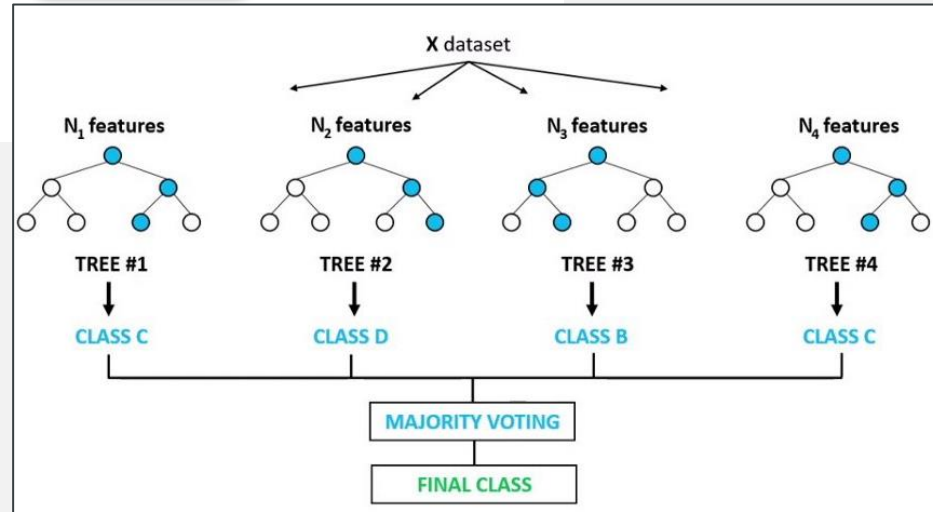 X dataset
N₁ features N₂ features N₃ features N₄ features
TREE #1 TREE #2 TREE #3 TREE #4
CLASS C CLASS D CLASS B CLASS C
MAJORITY VOTING
FINAL CLASS